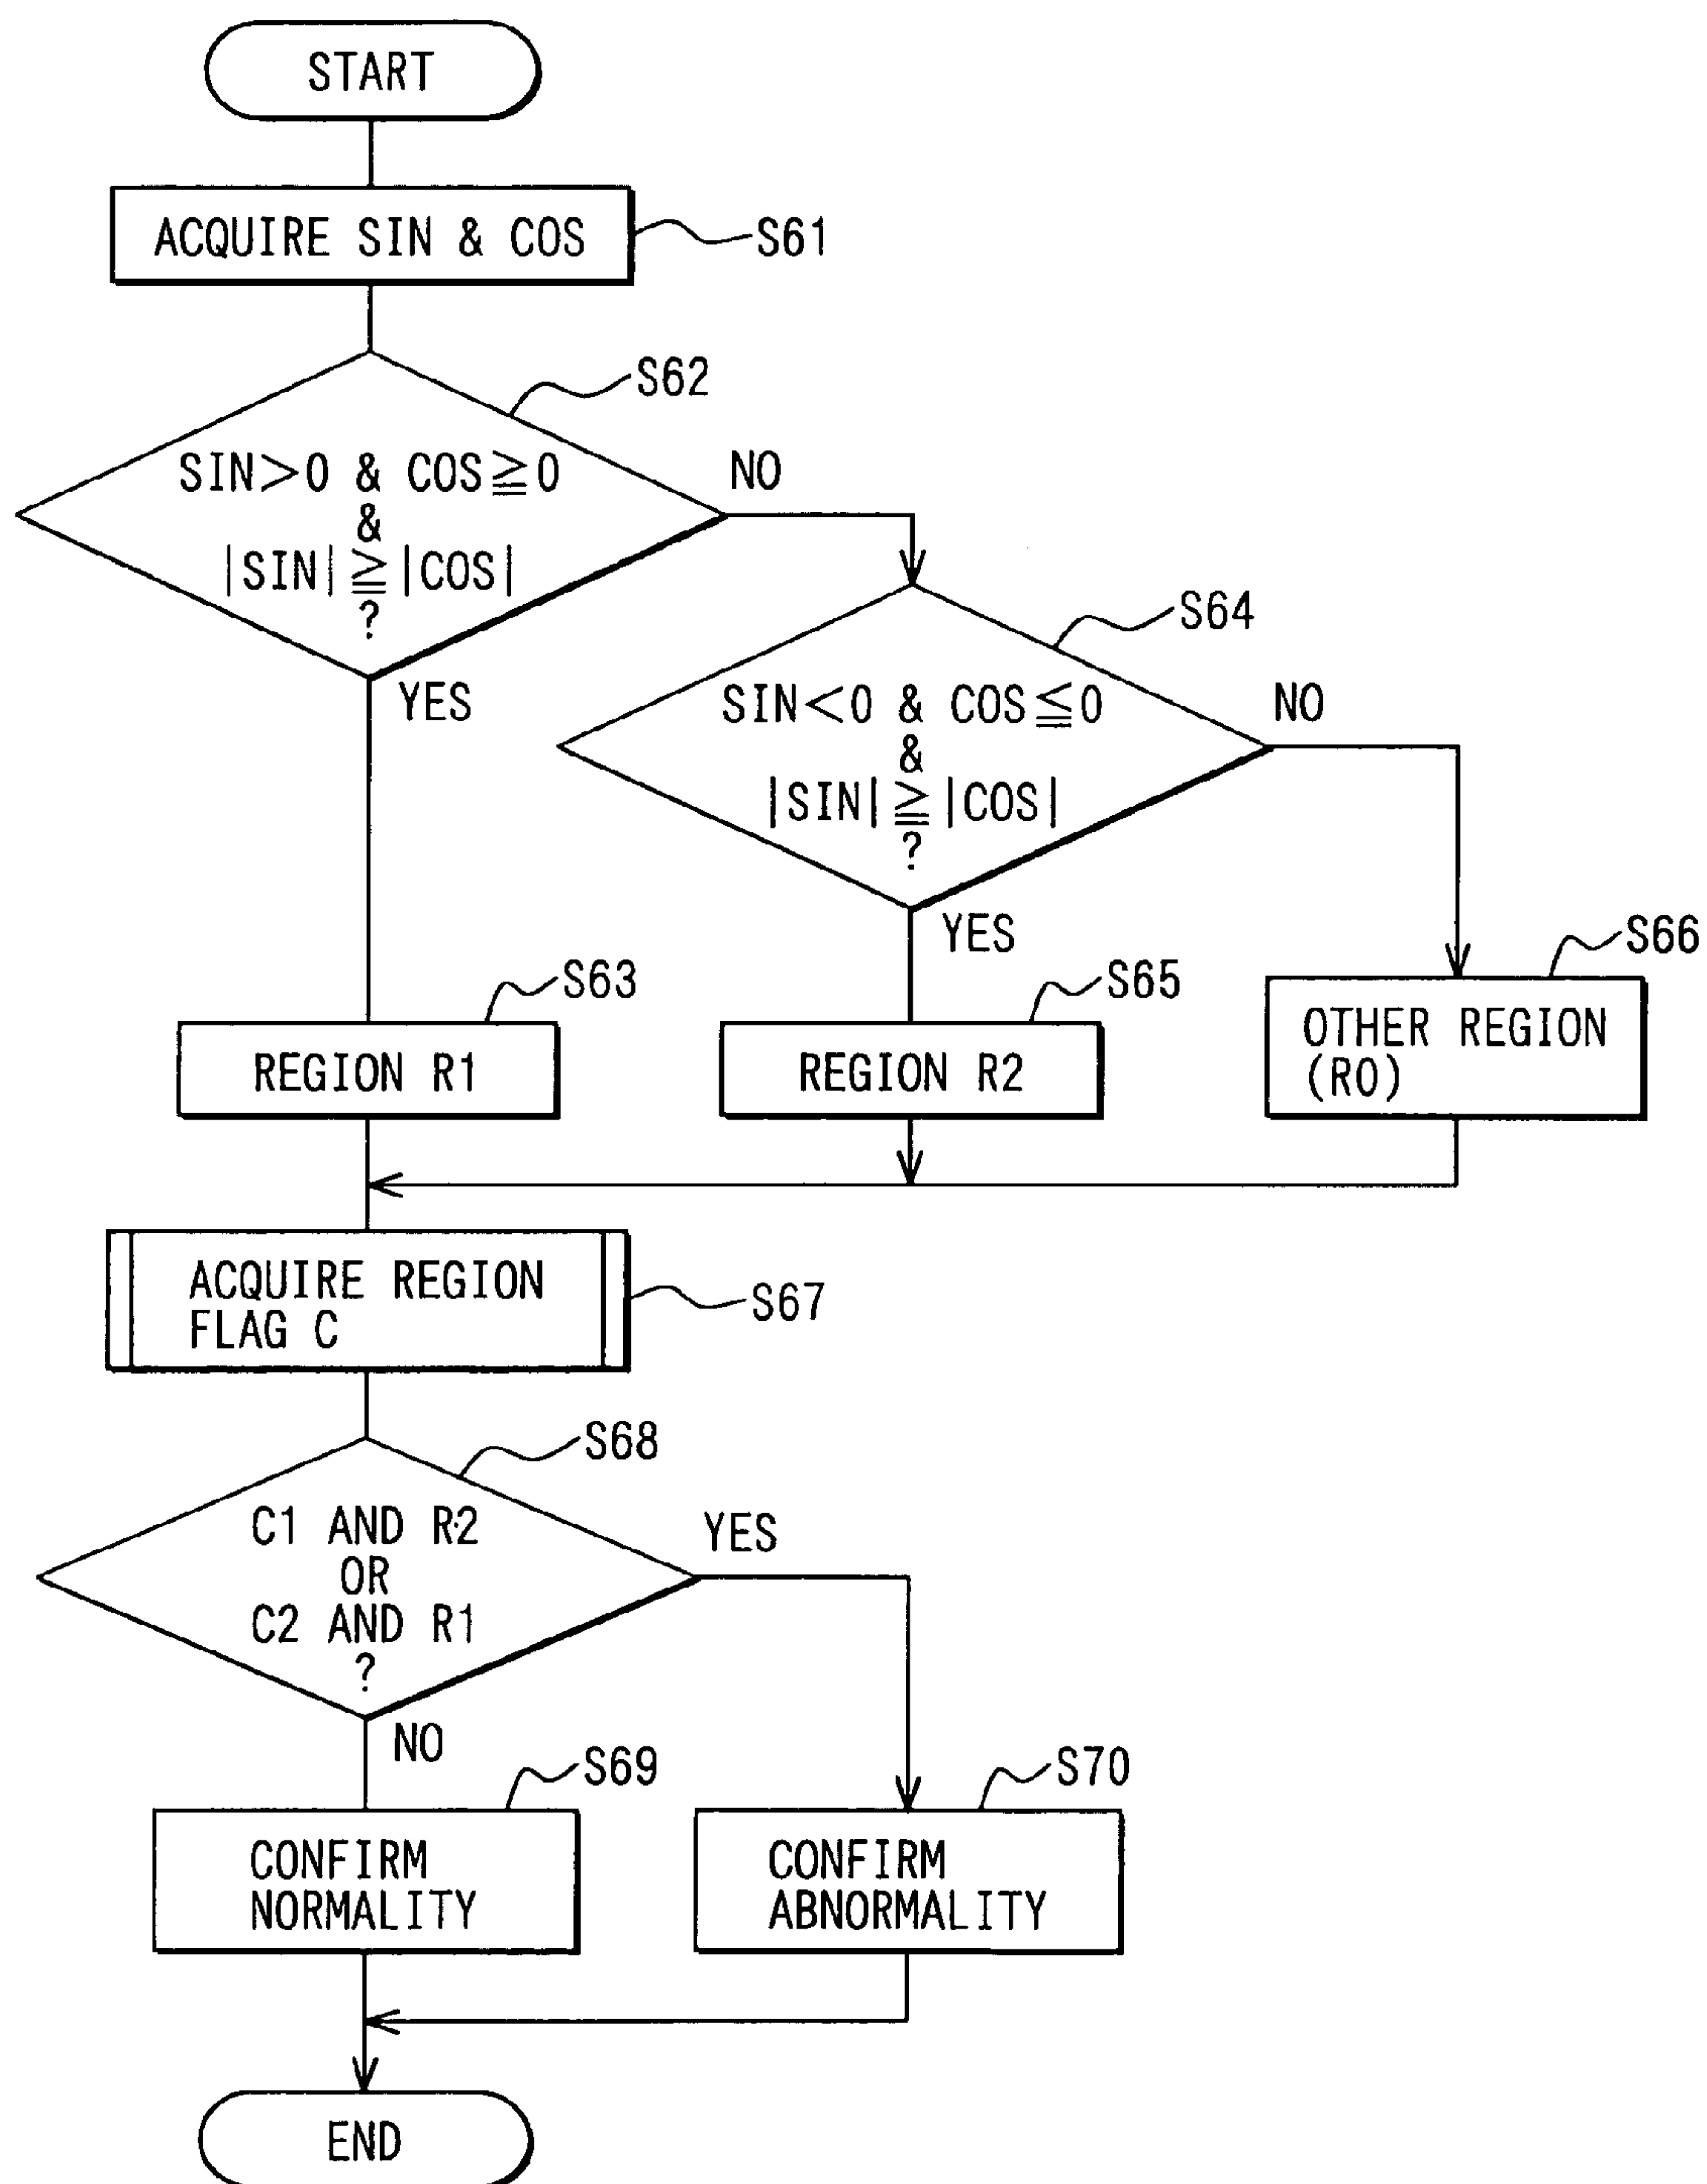 START
ACQUIRE SIN & COS
S61
S62
SIN>0 & COS≧0
&
|SIN|≧|COS|
?
NO
YES
S64
SIN<0 & COS≦0
&
|SIN|≧|COS|
?
NO
YES
S63
REGION R1
S65
REGION R2
S66
OTHER REGION
(R0)
ACQUIRE REGION
FLAG C
S67
S68
C1 AND R2
OR
C2 AND R1
?
YES
NO
S69
CONFIRM
NORMALITY
S70
CONFIRM
ABNORMALITY
END